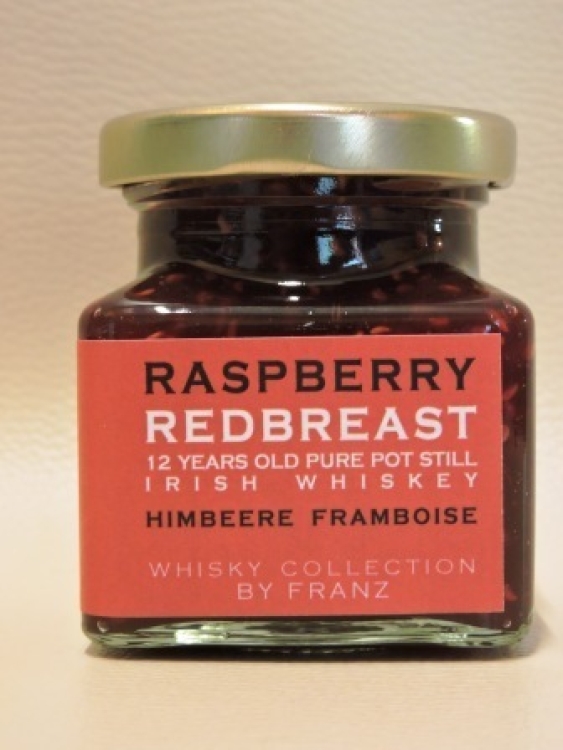 RASPBERRY
REDBREAST
12 YEARS OLD PURE POT STILL
IRISH WHISKEY
HIMBEERE FRAMBOISE
WHISKY COLLECTION
BY FRANZ